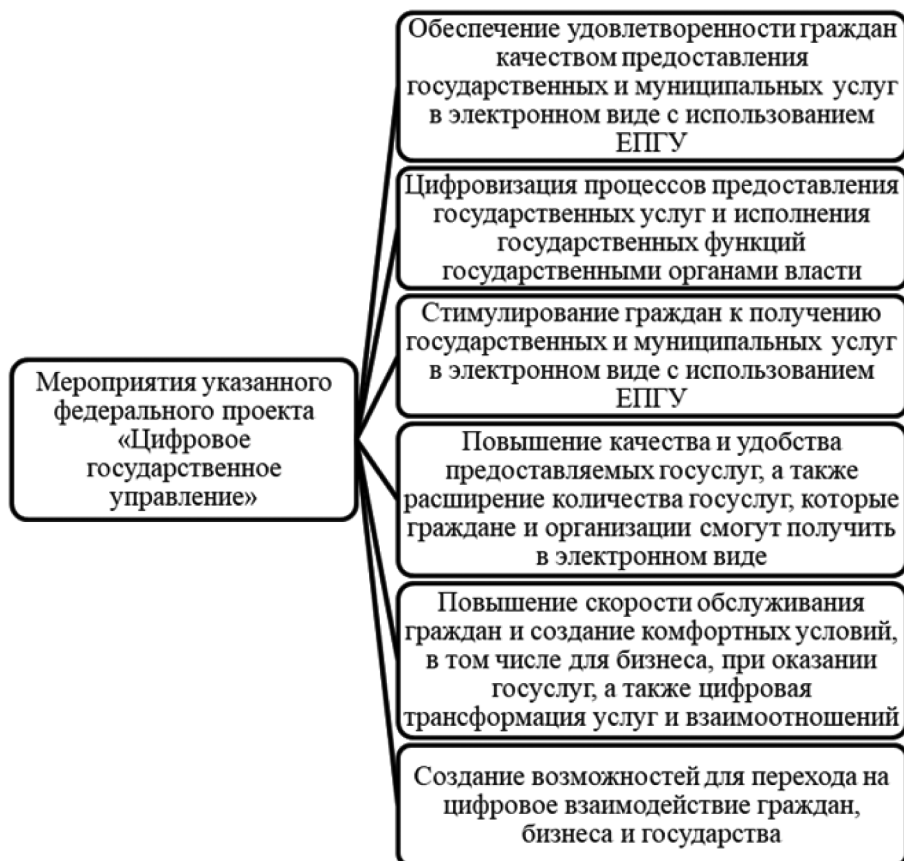 Мероприятия указанного
федерального проекта
«Цифровое
государственное
управление»
Обеспечение удовлетворенности граждан
качеством предоставления
государственных и муниципальных услуг
в электронном виде с использованием
ЕПГУ
Цифровизация процессов предоставления
государственных услуг и исполнения
государственных функций
государственными органами власти
Стимулирование граждан к получению
государственных и муниципальных услуг
в электронном виде с использованием
ЕПГУ
Повышение качества и удобства
предоставляемых госуслуг, а также
расширение количества госуслуг, которые
граждане и организации смогут получить
в электронном виде
Повышение скорости обслуживания
граждан и создание комфортных условий,
в том числе для бизнеса, при оказании
госуслуг, а также цифровая
трансформация услуг и взаимоотношений
Создание возможностей для перехода на
цифровое взаимодействие граждан,
бизнеса и государства